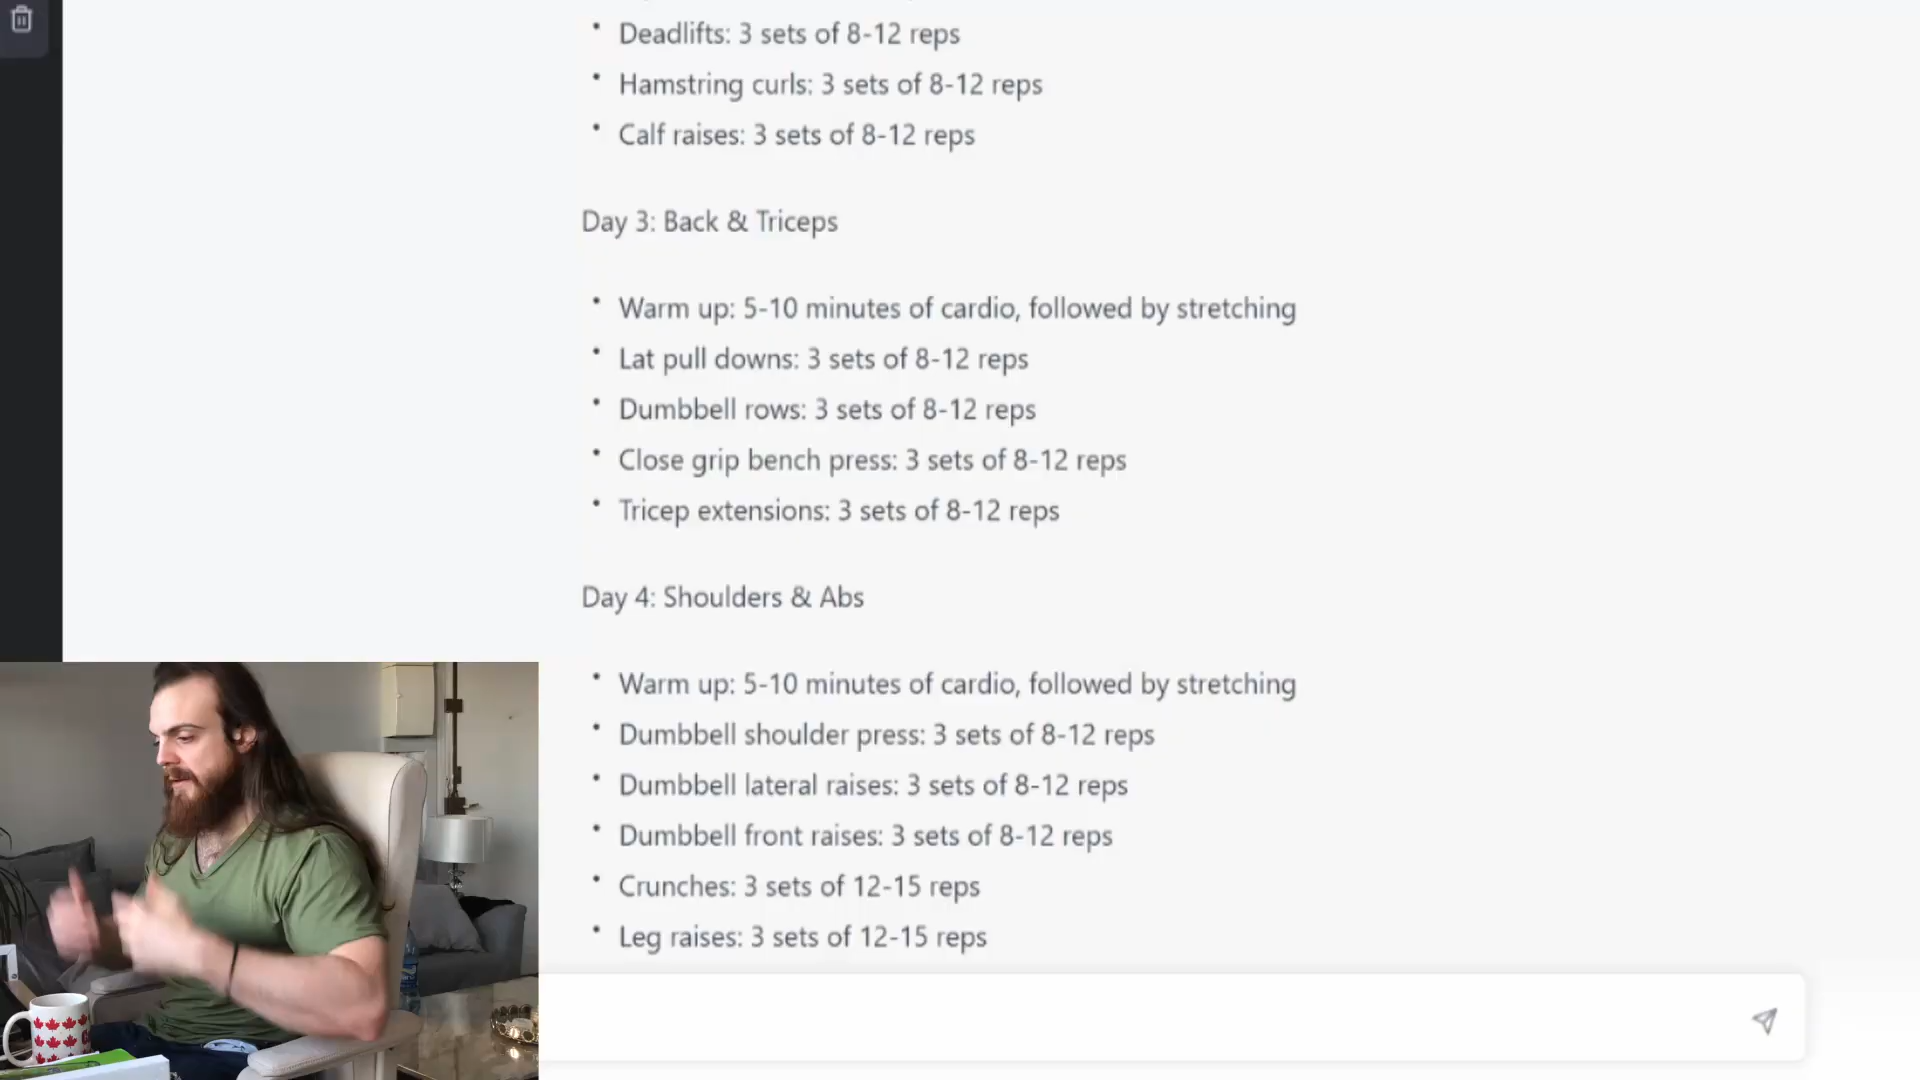 Deadlifts: 3 sets of 8-12 reps
Hamstring curls: 3 sets of 8-12 reps
Calf raises: 3 sets of 8-12 reps
Day 3: Back & Triceps
Warm up: 5-10 minutes of cardio, followed by stretching
Lat pull downs: 3 sets of 8-12 reps
Dumbbell rows: 3 sets of 8-12 reps
Close grip bench press: 3 sets of 8-12 reps
Tricep extensions: 3 sets of 8-12 reps
Day 4: Shoulders & Abs
Warm up: 5-10 minutes of cardio, followed by stretching
Dumbbell shoulder press: 3 sets of 8-12 reps
Dumbbell lateral raises: 3 sets of 8-12 reps
Dumbbell front raises: 3 sets of 8-12 reps
Crunches: 3 sets of 12-15 reps
Leg raises: 3 sets of 12-15 reps